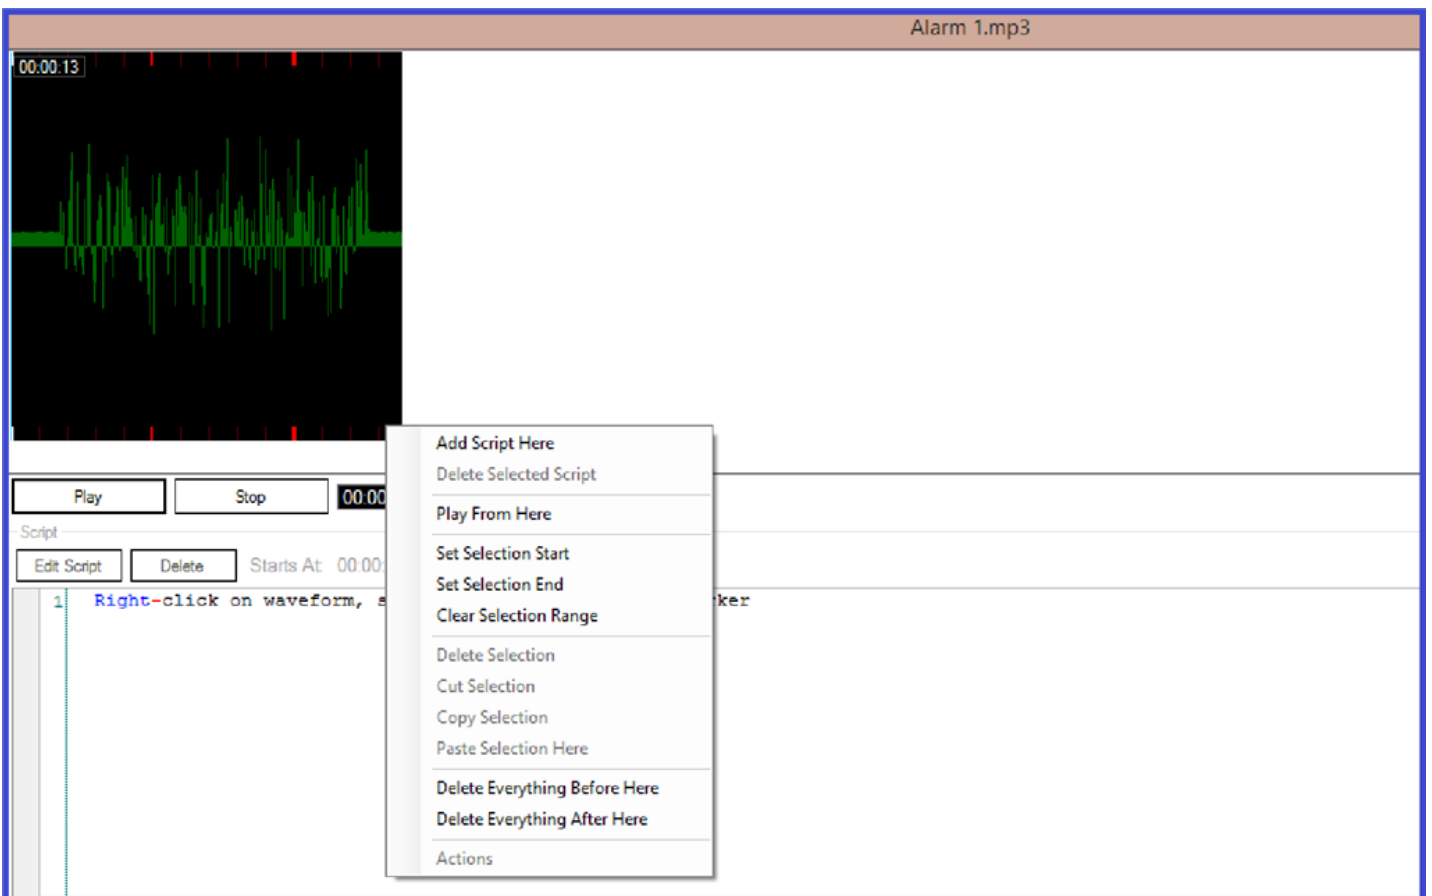 Alarm 1.mp3
00:00:13
Play
Stop
00:00
Script
Edit Script
Delete
Starts At: 00:00:
1 Right-click on waveform, s
ker
Add Script Here
Delete Selected Script
Play From Here
Set Selection Start
Set Selection End
Clear Selection Range
Delete Selection
Cut Selection
Copy Selection
Paste Selection Here
Delete Everything Before Here
Delete Everything After Here
Actions